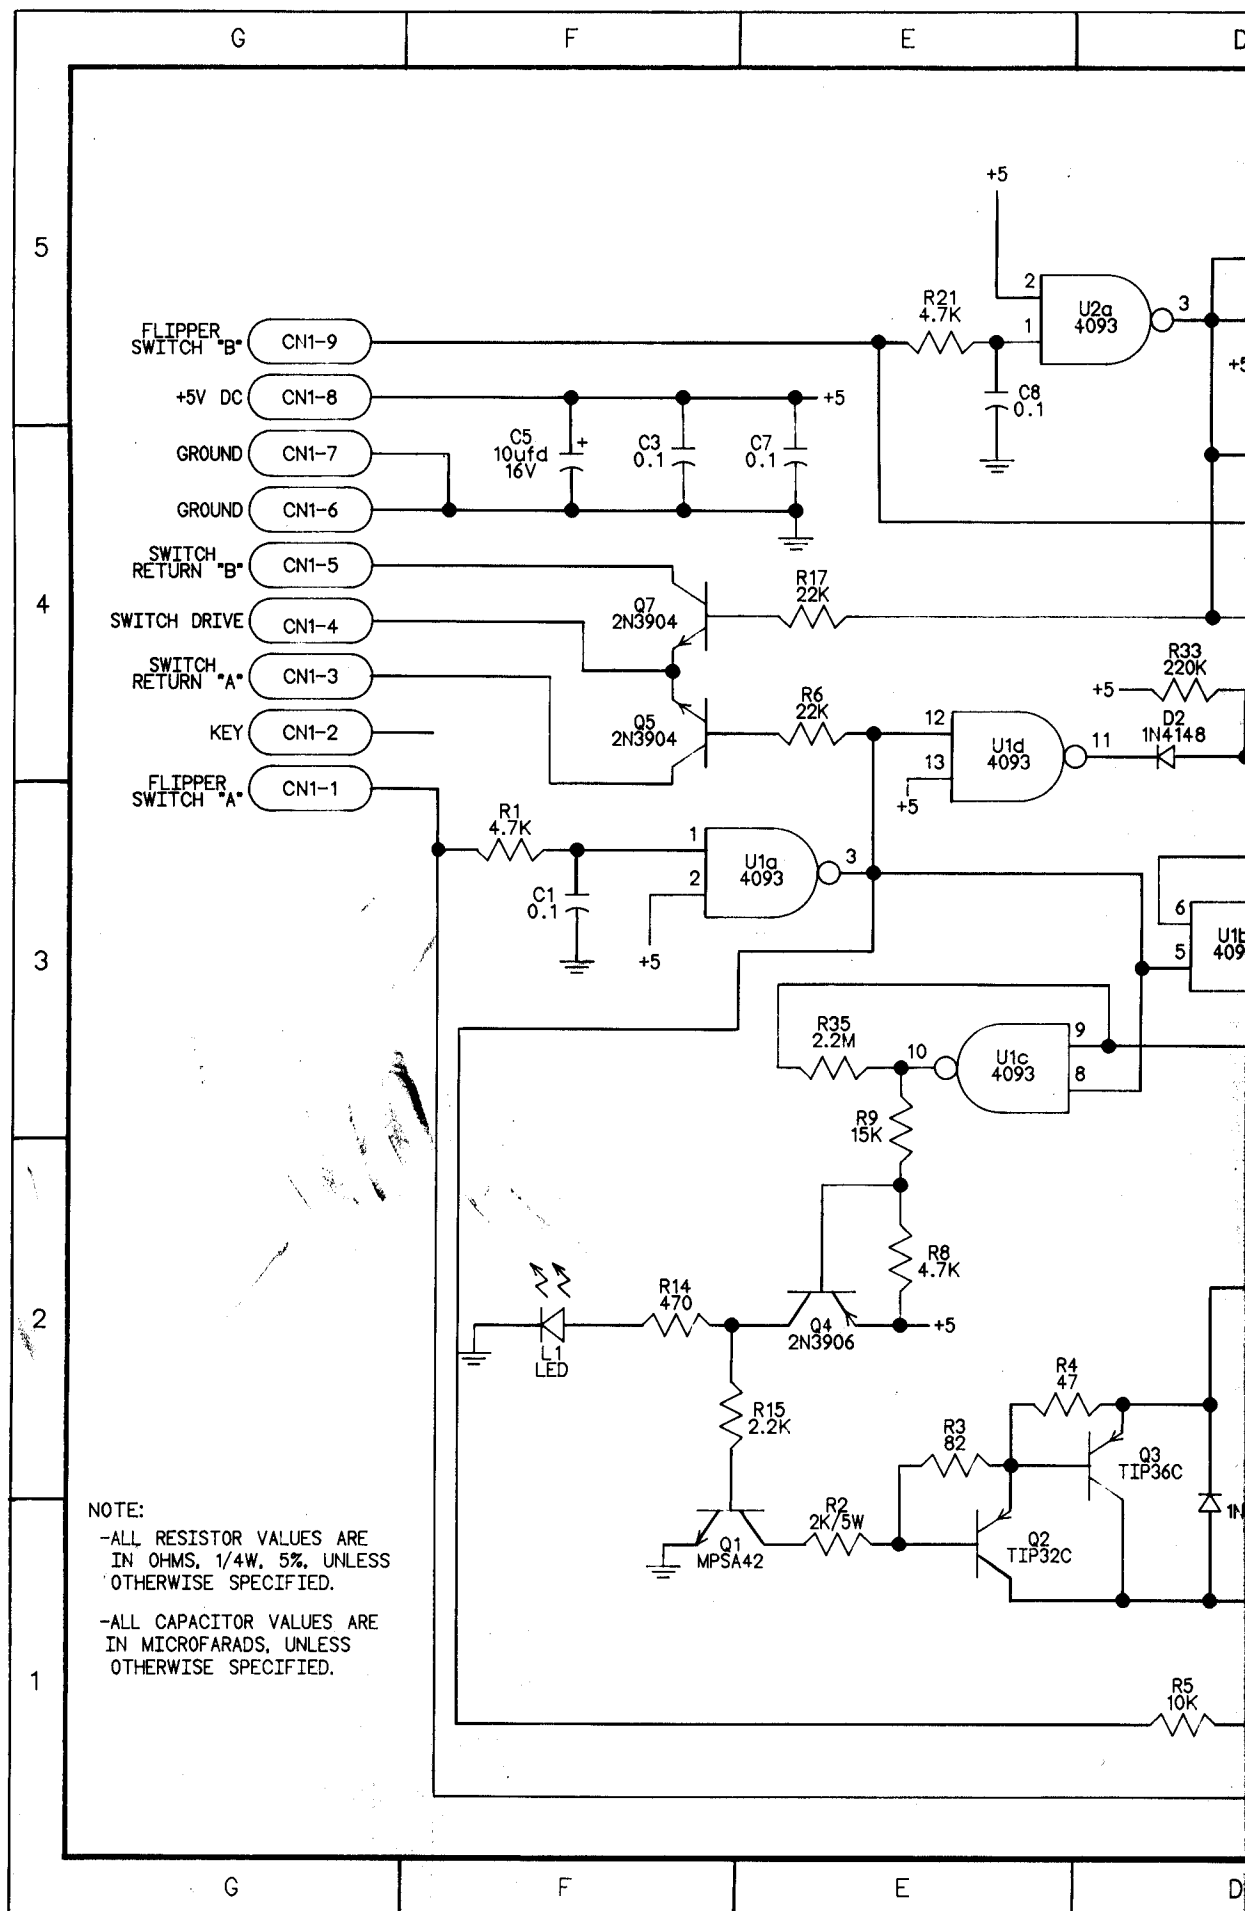 G F E D
5
+5
2
U2a
4093
3
1
R21
4.7K
+5
C8
0.1
FLIPPER
SWITCH "B"
CN1-9
+5V DC
CN1-8
+5
GROUND
CN1-7
C5
10ufd
16V
+
C3
0.1
C7
0.1
GROUND
CN1-6
SWITCH
RETURN "B"
CN1-5
4
SWITCH DRIVE
CN1-4
Q7
2N3904
R17
22K
SWITCH
RETURN "A"
CN1-3
R33
220K
+5
KEY
CN1-2
Q5
2N3904
R6
22K
12
13
U1d
4093
11
D2
1N4148
+5
FLIPPER
SWITCH "A"
CN1-1
R1
4.7K
1
2
U1a
4093
3
C1
0.1
+5
6
5
3
R35
2.2M
10
U1c
4093
9
8
R9
15K
R8
4.7K
2
R14
470
Q4
2N3906
+5
L1
LED
R15
2.2K
R4
47
R3
82
Q3
TIP36C
R2
2K/5W
Q1
MPSA42
Q2
TIP32C
NOTE:
-ALL RESISTOR VALUES ARE
IN OHMS, 1/4W, 5%, UNLESS
OTHERWISE SPECIFIED.
-ALL CAPACITOR VALUES ARE
IN MICROFARADS, UNLESS
OTHERWISE SPECIFIED.
1
R5
10K
G F E D